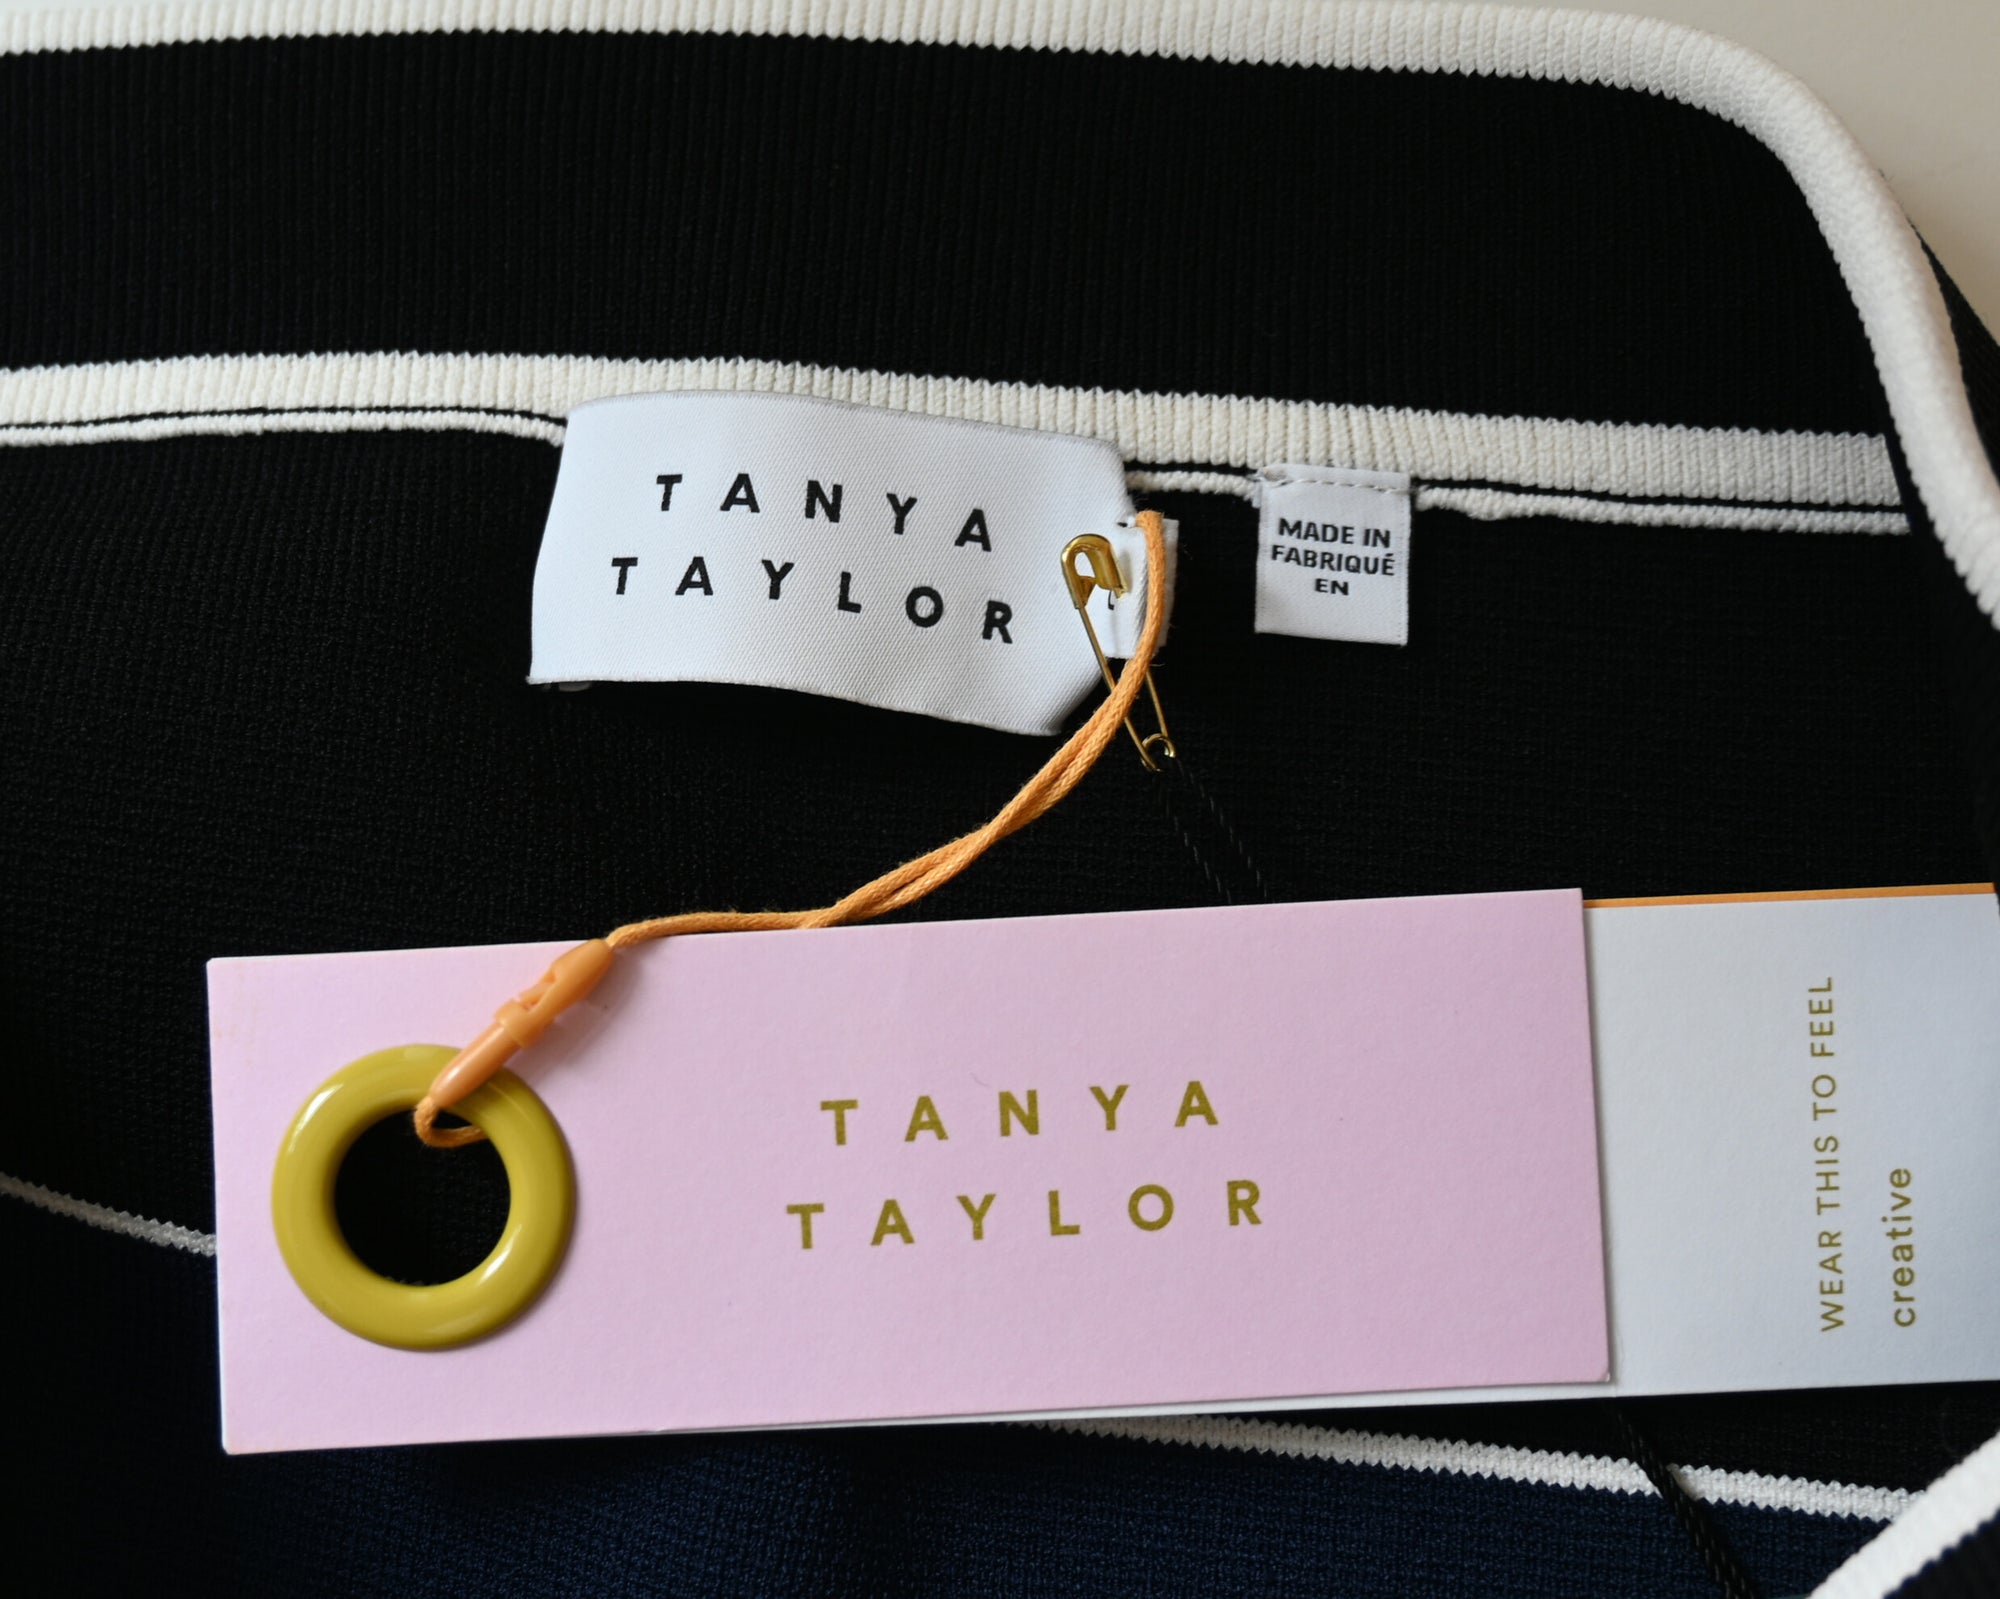 TANYA
TAYLOR
MADE IN
FABRIQUÉ
EN
TANYA
TAYLOR
WEAR THIS TO FEEL
creative